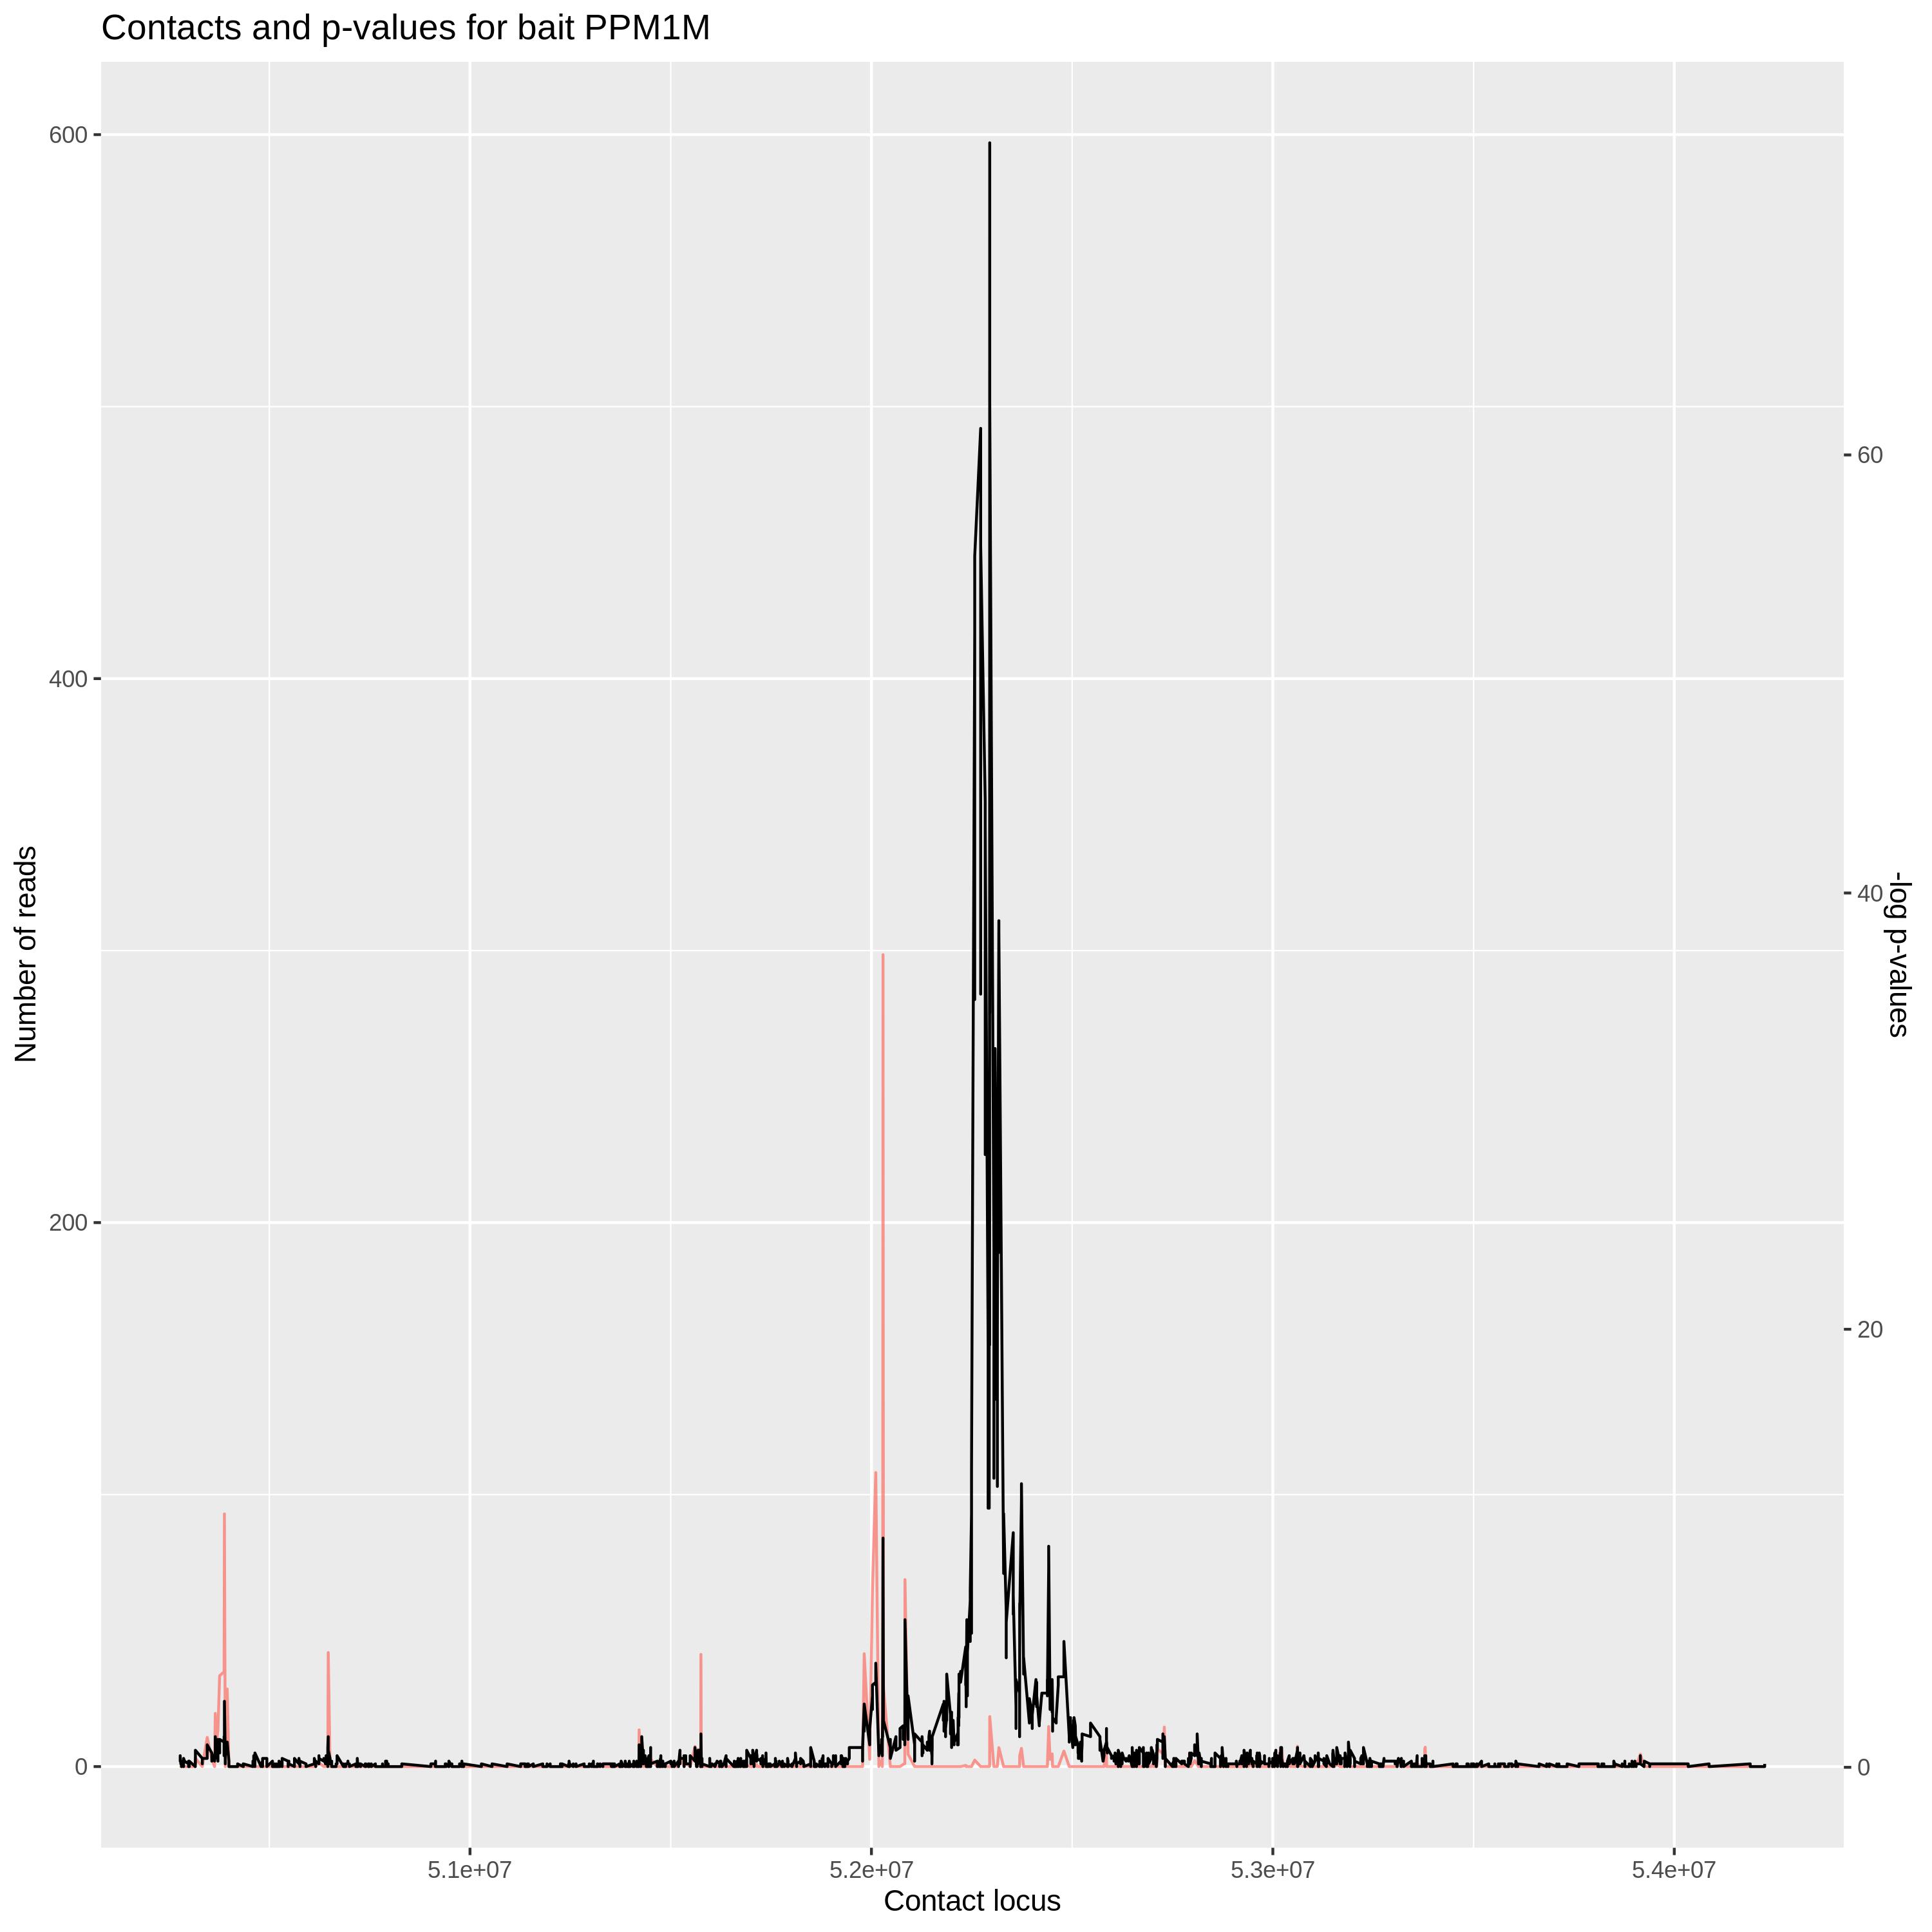 Contacts and p-values for bait PPM1M
600
400
200
0
Number of reads
60
40
20
0
-log p-values
5.1e+07
5.2e+07
5.3e+07
5.4e+07
Contact locus